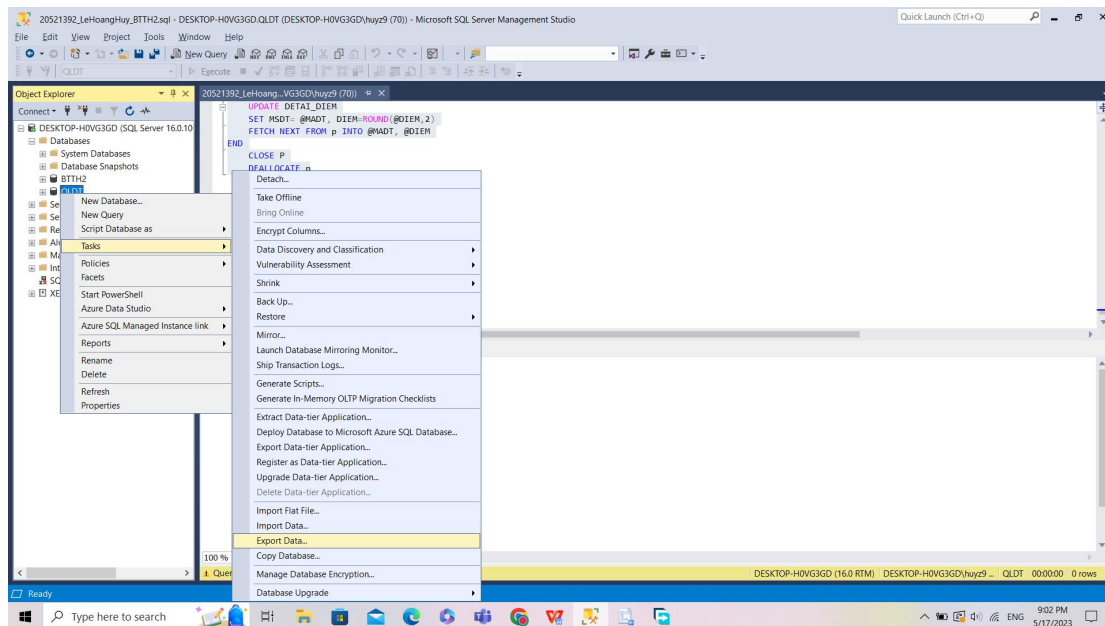 20521392_LeHoangHuy_BTTH2.sql - DESKTOP-H0VG3GD.QLDT (DESKTOP-H0VG3GD\huyz9 (70)) - Microsoft SQL Server Management Studio
Quick Launch (Ctrl+Q)
File Edit View Project Tools Window Help
New Query
QLDT
Execute
Object Explorer
20521392_LeHoang...VG3GD\huyz9 (70))
Connect
DESKTOP-H0VG3GD (SQL Server 16.0.10
Databases
System Databases
Database Snapshots
BTTH2
QLDT
Se
Se
Re
Al
Ma
Int
SQ
XE
UPDATE DETAI_DIEM
SET MSDT= @MADT, DIEM=ROUND(@DIEM,2)
FETCH NEXT FROM p INTO @MADT, @DIEM
END
CLOSE P
DEALLOCATE p
New Database...
New Query
Script Database as
Tasks
Policies
Facets
Start PowerShell
Azure Data Studio
Azure SQL Managed Instance link
Reports
Rename
Delete
Refresh
Properties
Detach...
Take Offline
Bring Online
Encrypt Columns...
Data Discovery and Classification
Vulnerability Assessment
Shrink
Back Up...
Restore
Mirror...
Launch Database Mirroring Monitor...
Ship Transaction Logs...
Generate Scripts...
Generate In-Memory OLTP Migration Checklists
Extract Data-tier Application...
Deploy Database to Microsoft Azure SQL Database...
Export Data-tier Application...
Register as Data-tier Application...
Upgrade Data-tier Application...
Delete Data-tier Application...
Import Flat File...
Import Data...
Export Data...
Copy Database...
Manage Database Encryption...
Database Upgrade
100 %
Quer
DESKTOP-H0VG3GD (16.0 RTM) DESKTOP-H0VG3GD\huyz9 ... QLDT 00:00:00 0 rows
Ready
Type here to search
ENG
9:02 PM
5/17/2023